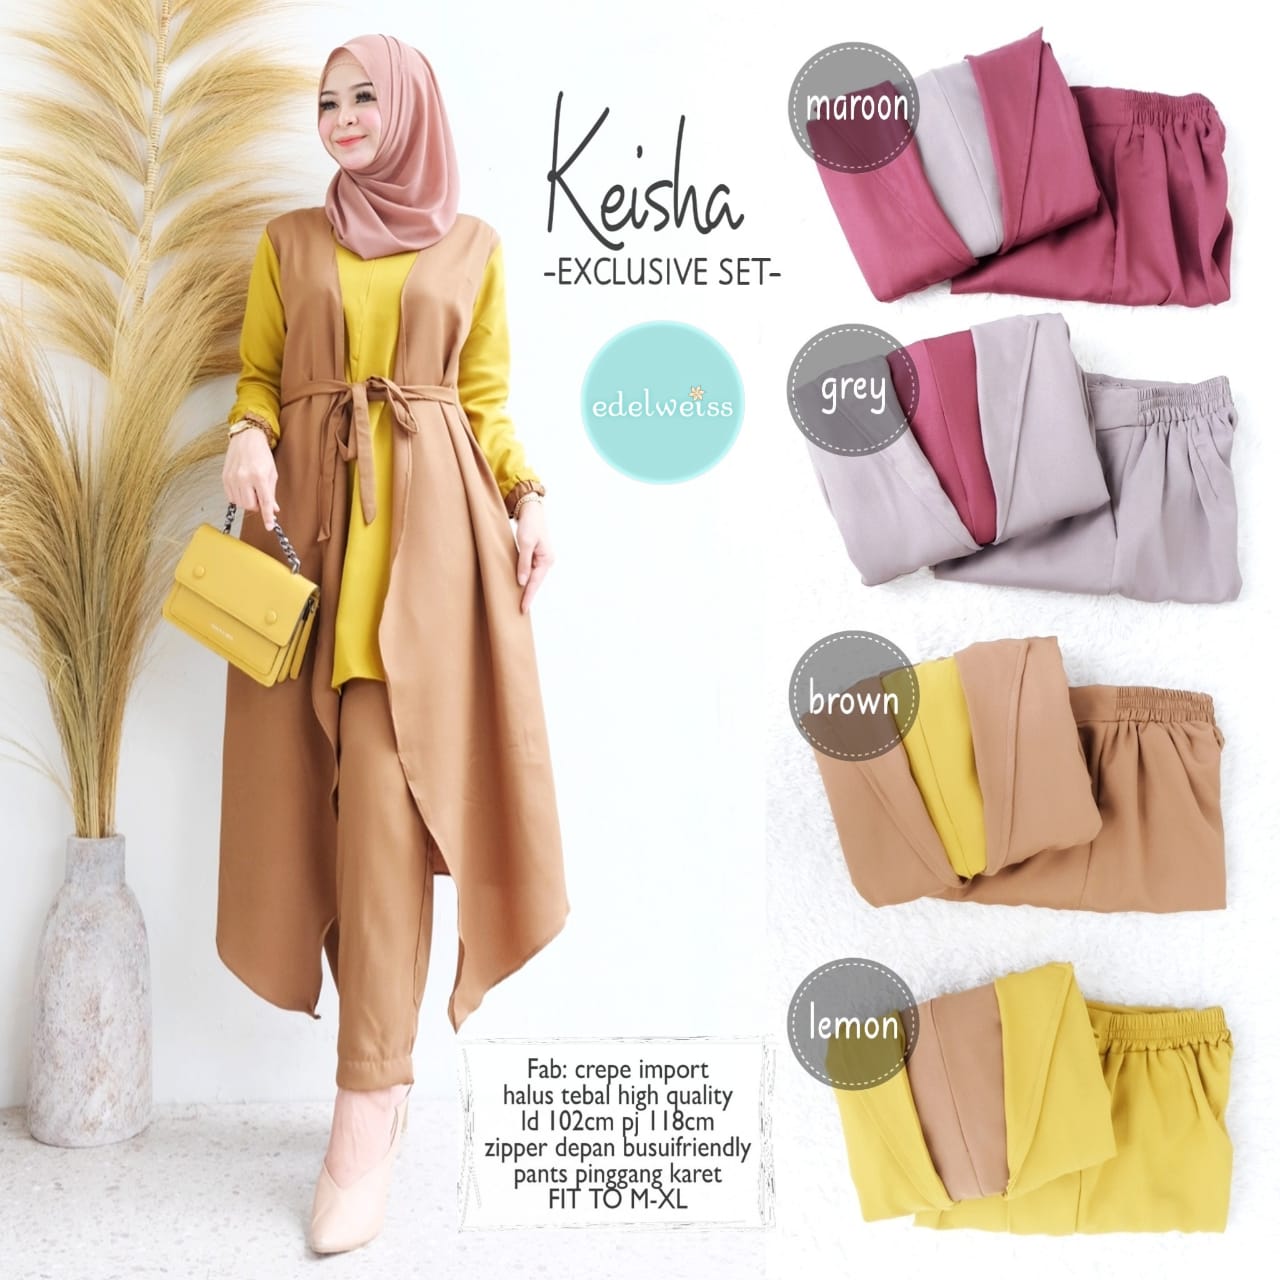 Keisha
-EXCLUSIVE SET-
edelweiss
maroon
grey
brown
lemon
Fab: crepe import
halus tebal high quality
ld 102cm pj 118cm
zipper depan busuifriendly
pants pinggang karet
FIT TO M-XL